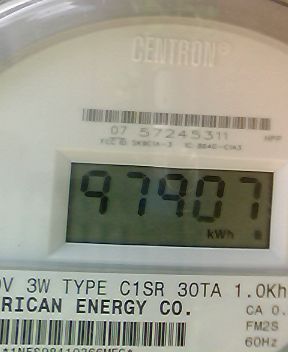 CENTRON®
07 57245311
97907
kWh
V 3W TYPE C1SR 30TA 1.0Kh
RICAN ENERGY CO.
CA 0.
FM2S
60Hz